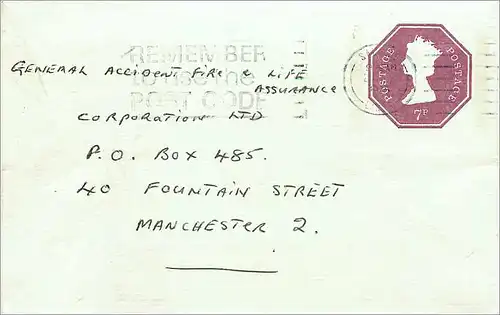 REMEMBER
to use the
POST CODE
POSTAGE POSTAGE
7P
GENERAL ACCIDENT FIRE & LIFE
ASSURANCE
CORPORATION LTD
P.O. BOX 485.
40 FOUNTAIN STREET
MANCHESTER 2.